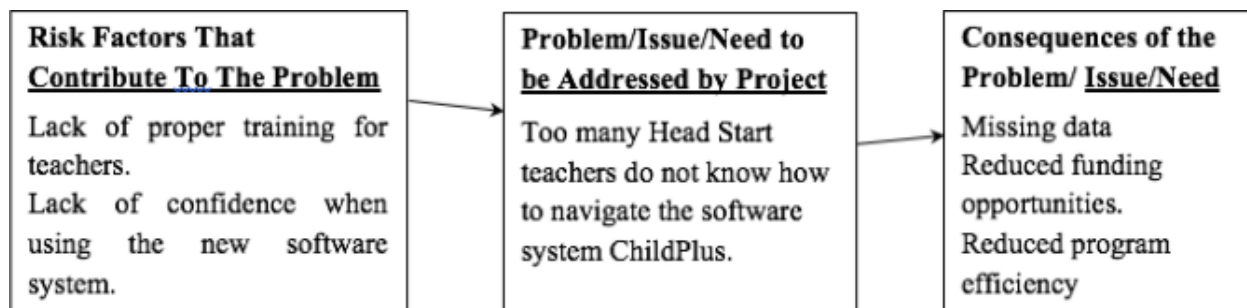 Risk Factors That
Contribute To The Problem
Lack of proper training for
teachers.
Lack of confidence when
using the new software
system.
Problem/Issue/Need to
be Addressed by Project
Too many Head Start
teachers do not know how
to navigate the software
system ChildPlus.
Consequences of the
Problem/ Issue/Need
Missing data
Reduced funding
opportunities.
Reduced program
efficiency